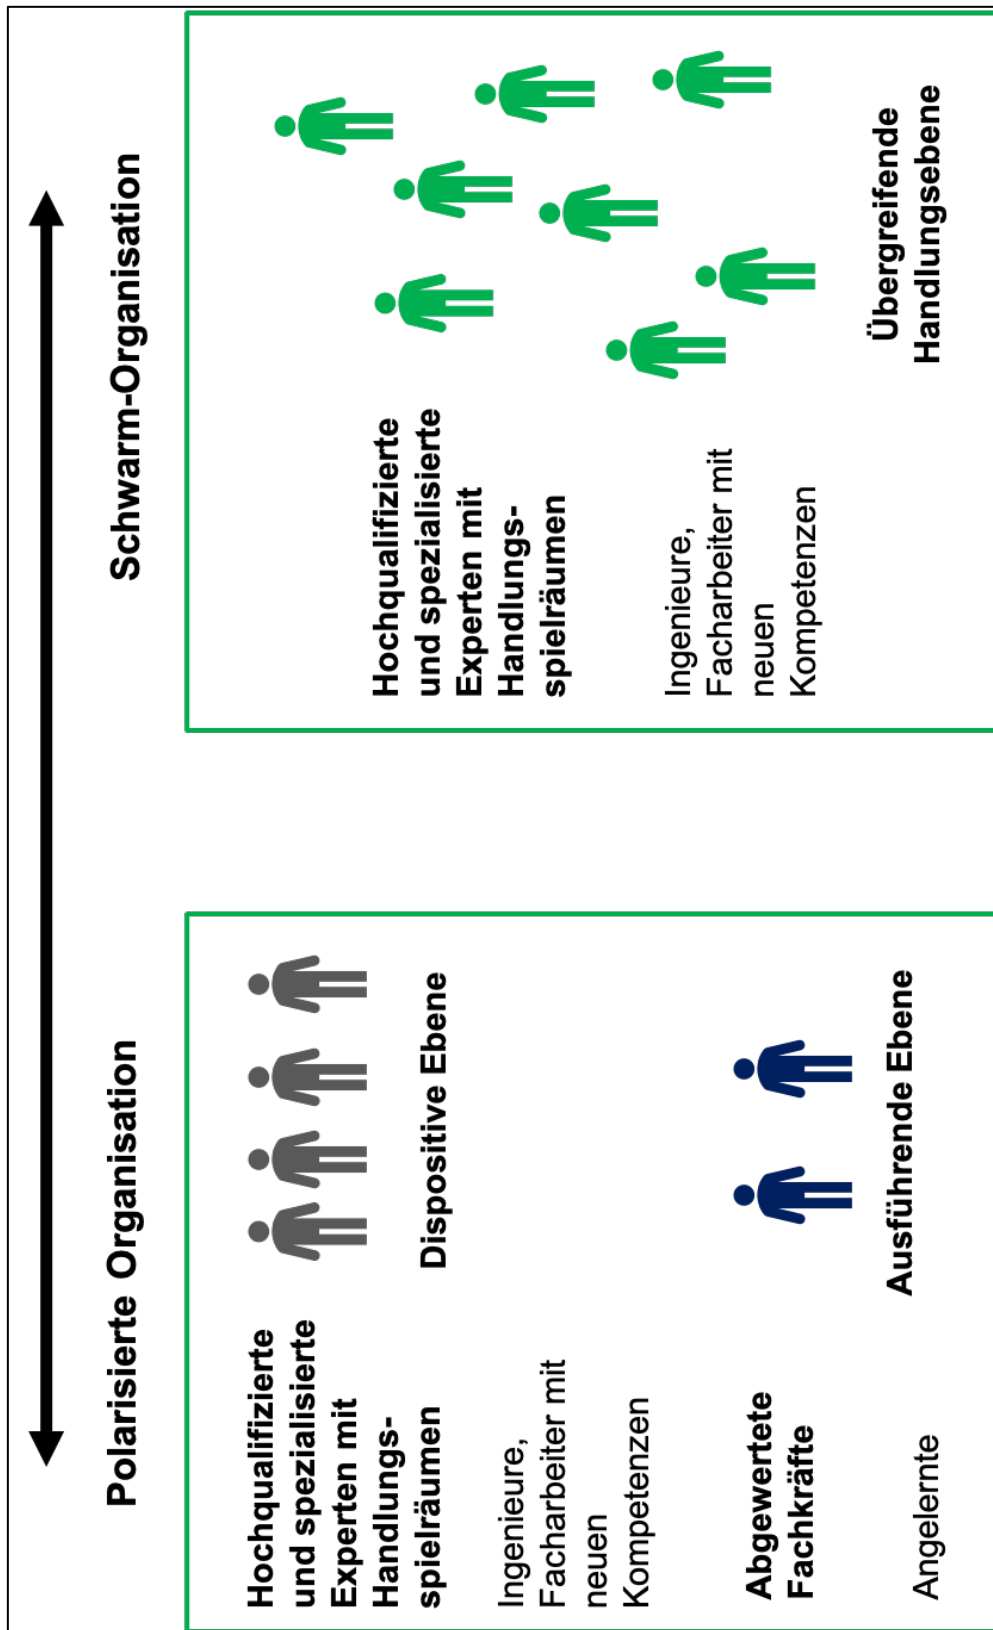 Polarisierte Organisation
Hochqualifizierte
und spezialisierte
Experten mit
Handlungs-
spielräumen
Ingenieure,
Facharbeiter mit
neuen
Kompetenzen
Dispositive Ebene
Abgewertete
Fachkräfte
Angelernte
Ausführende Ebene
Schwarm-Organisation
Hochqualifizierte
und spezialisierte
Experten mit
Handlungs-
spielräumen
Ingenieure,
Facharbeiter mit
neuen
Kompetenzen
Übergreifende
Handlungsebene